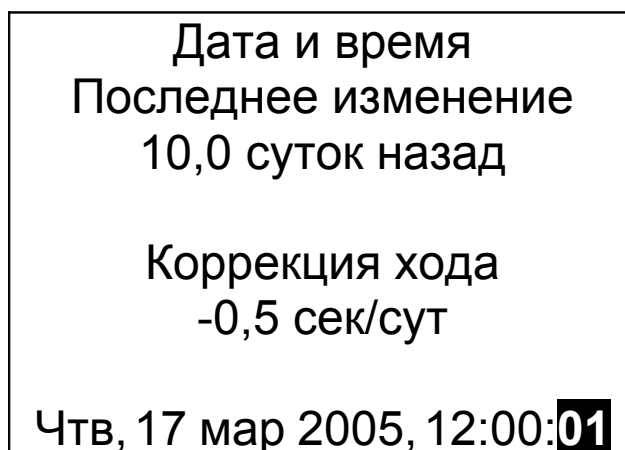 Дата и время
Последнее изменение
10,0 суток назад
Коррекция хода
-0,5 сек/сут
Чтв, 17 мар 2005, 12:00:01